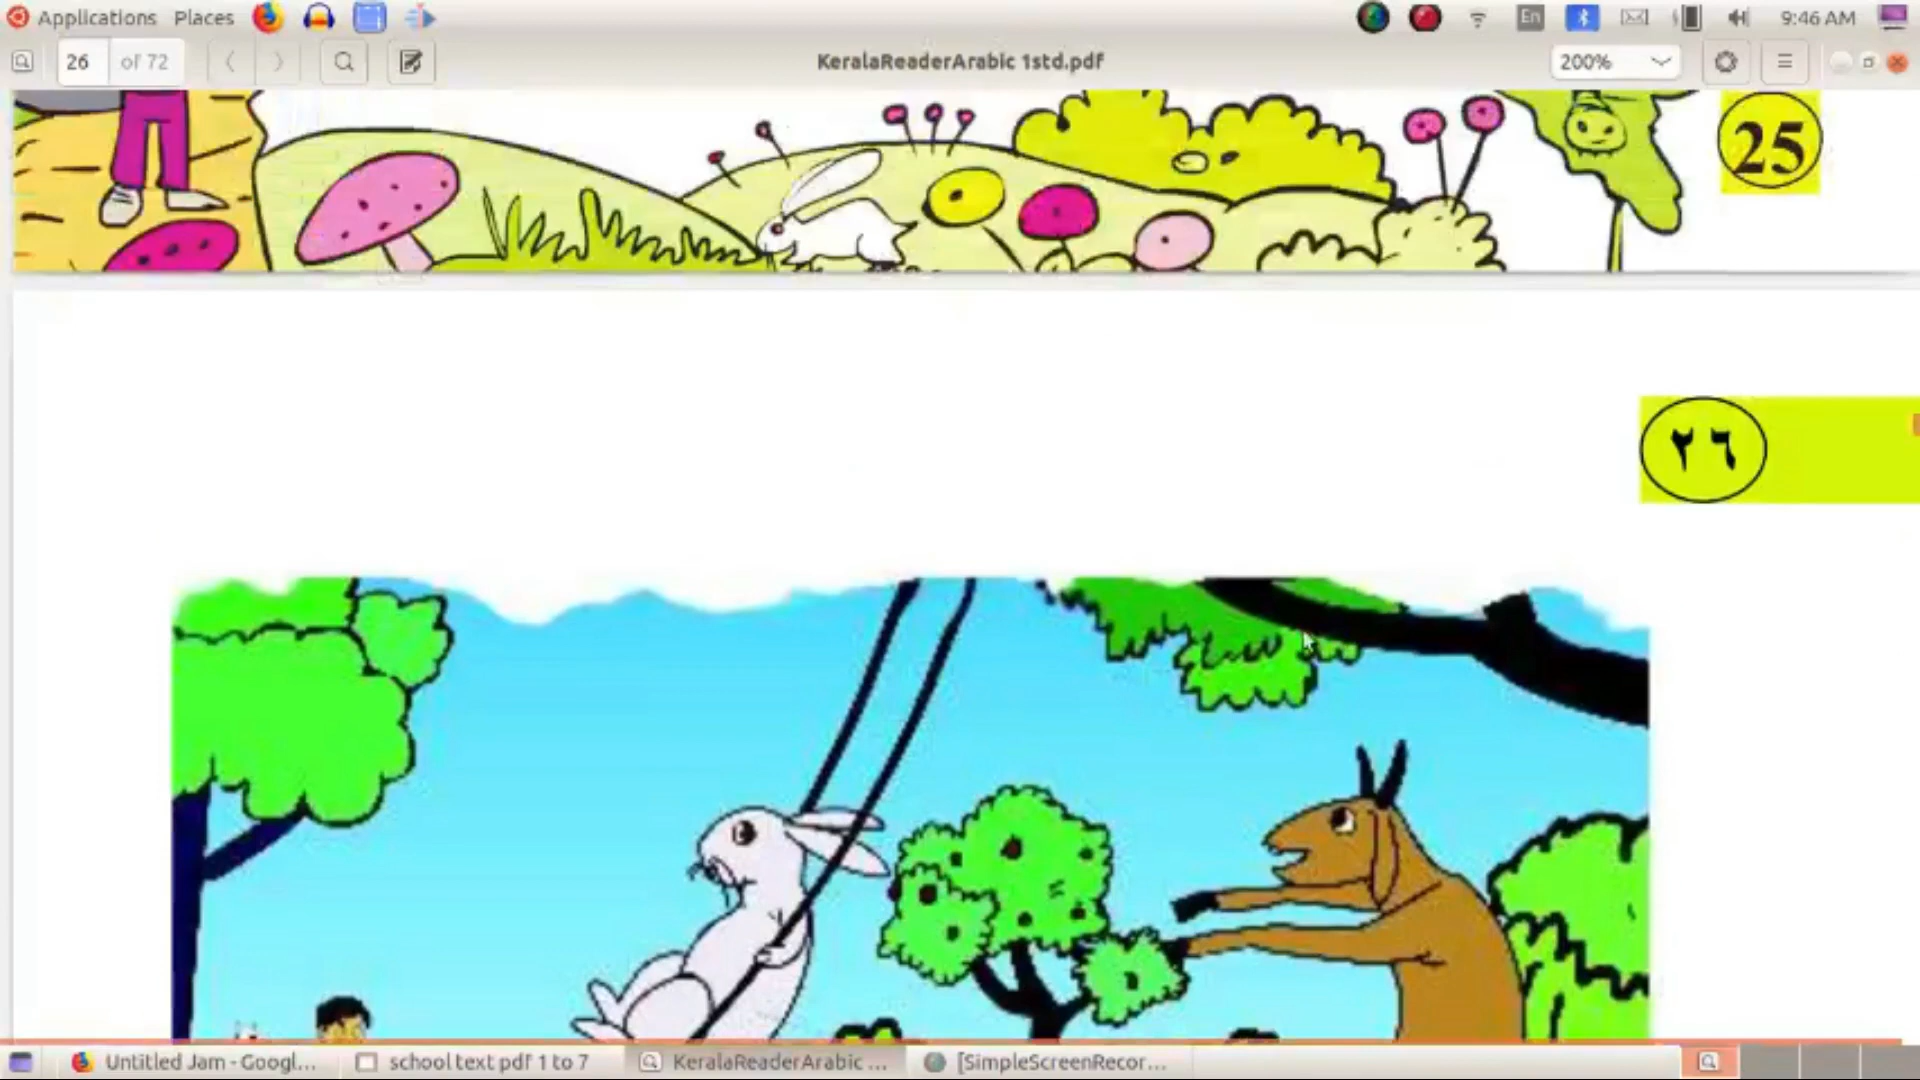 Applications Places En 9:46 AM
26 of 72 KeralaReaderArabic 1std.pdf 200%
25
٢٦
Untitled Jam - Googl... school text pdf 1 to 7 KeralaReaderArabic ... [SimpleScreenRecor...